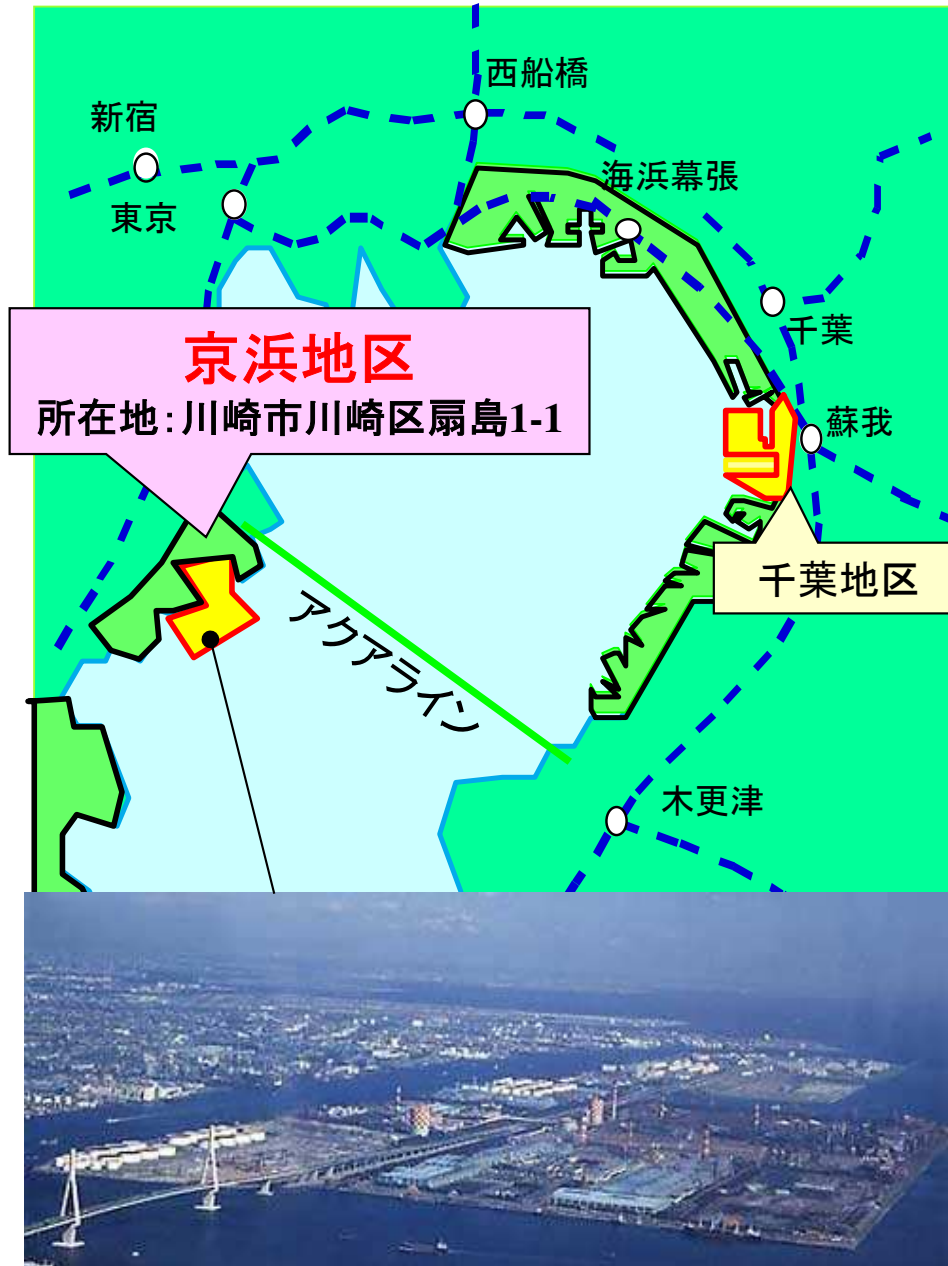 西船橋
新宿
海浜幕張
東京
千葉
京浜地区
所在地：川崎市川崎区扇島1-1
蘇我
千葉地区
アクアライン
木更津